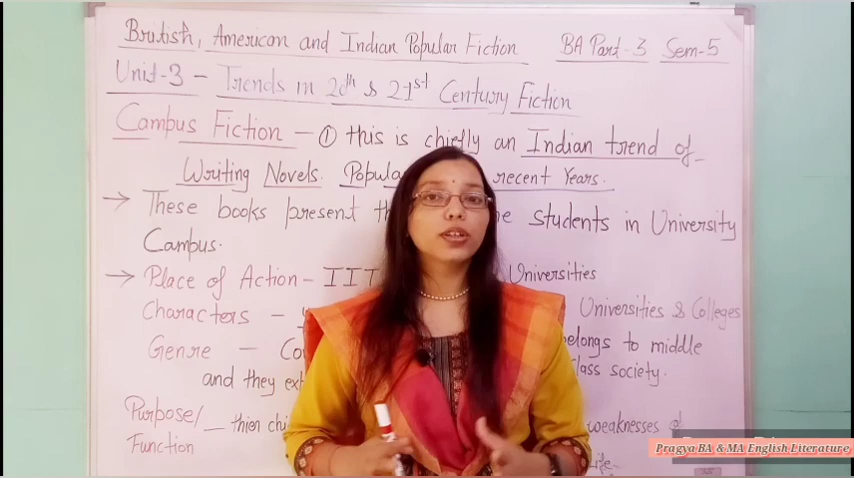 British, American and Indian Popular Fiction BA Part-3 Sem-5
Unit-3 - Trends in 20th & 21st Century Fiction
Campus Fiction - ① this is chiefly an Indian trend of
Writing Novels. recent Years.
These books present students in University
Campus.
→ Place of Action - IIT Universities
Characters - Universities & Colleges
Genre - belongs to middle
and they Class society.
Purpose/ weaknesses of
Function
Pragya BA & MA English Literature